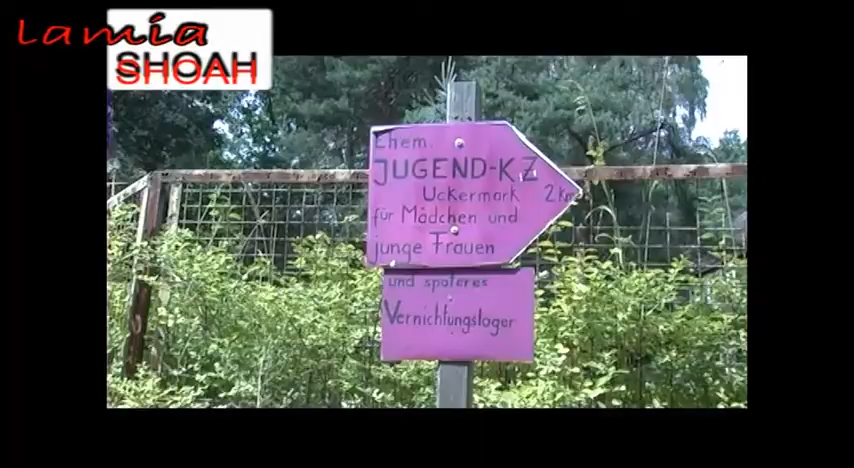 Lamia
SHOAH
Ehem.
JUGEND-KZ
Uckermark 2 km
für Mädchen und
junge Frauen
und späteres
Vernichtungslager